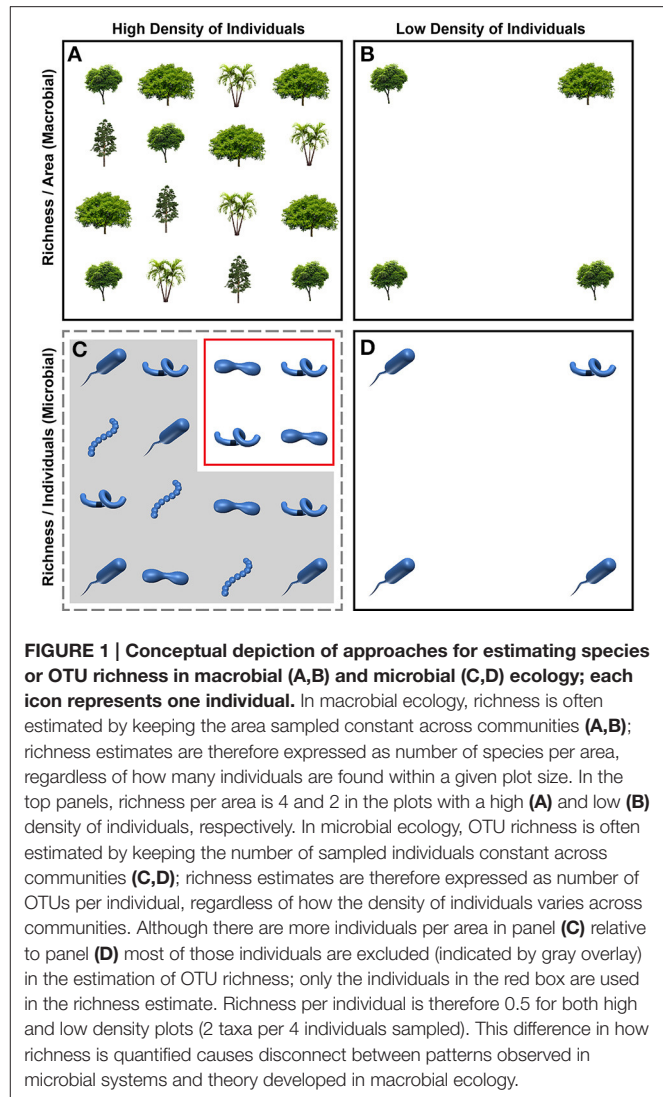 High Density of Individuals
Low Density of Individuals
Richness / Area (Macrobial)
A
B
Richness / Individuals (Microbial)
C
D
FIGURE 1 | Conceptual depiction of approaches for estimating species
or OTU richness in macrobial (A,B) and microbial (C,D) ecology; each
icon represents one individual. In macrobial ecology, richness is often
estimated by keeping the area sampled constant across communities (A,B);
richness estimates are therefore expressed as number of species per area,
regardless of how many individuals are found within a given plot size. In the
top panels, richness per area is 4 and 2 in the plots with a high (A) and low (B)
density of individuals, respectively. In microbial ecology, OTU richness is often
estimated by keeping the number of sampled individuals constant across
communities (C,D); richness estimates are therefore expressed as number of
OTUs per individual, regardless of how the density of individuals varies across
communities. Although there are more individuals per area in panel (C) relative
to panel (D) most of those individuals are excluded (indicated by gray overlay)
in the estimation of OTU richness; only the individuals in the red box are used
in the richness estimate. Richness per individual is therefore 0.5 for both high
and low density plots (2 taxa per 4 individuals sampled). This difference in how
richness is quantified causes disconnect between patterns observed in
microbial systems and theory developed in macrobial ecology.